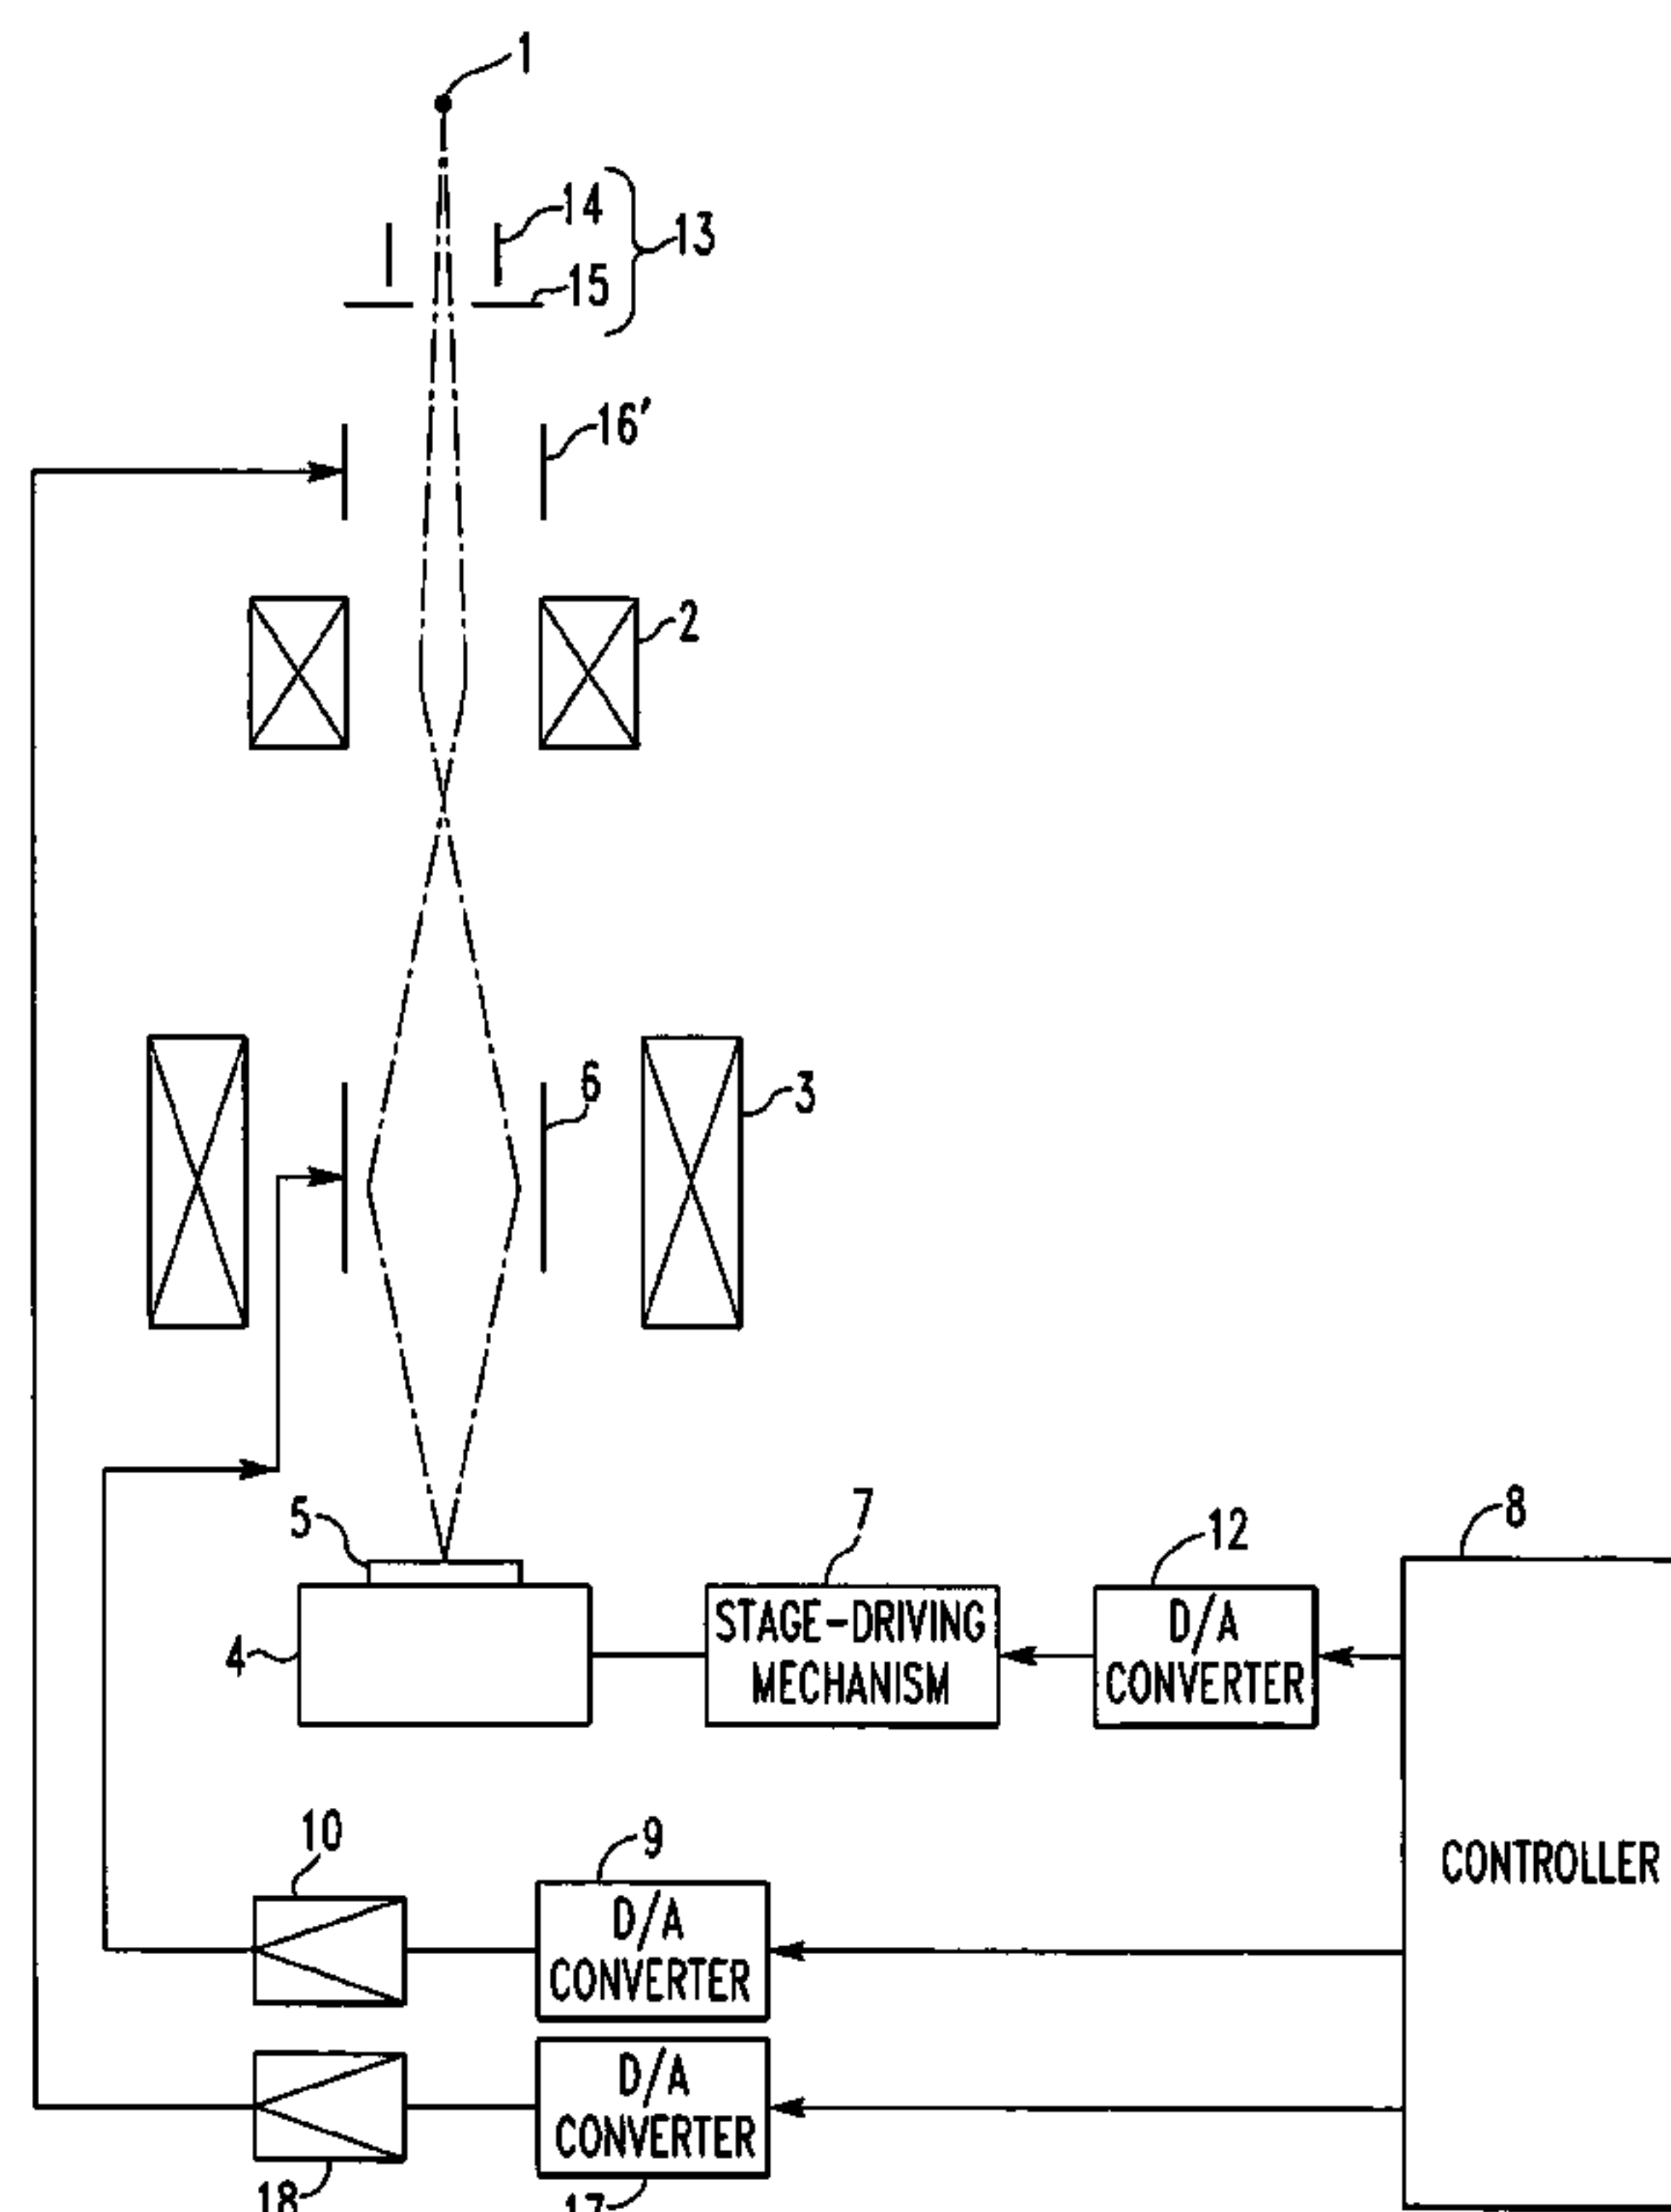 1
14
13
15
16'
2
6
3
5
7
12
8
STAGE-DRIVING
MECHANISM
D/A
CONVERTER
4
10
9
CONTROLLER
D/A
CONVERTER
D/A
CONVERTER
18
17